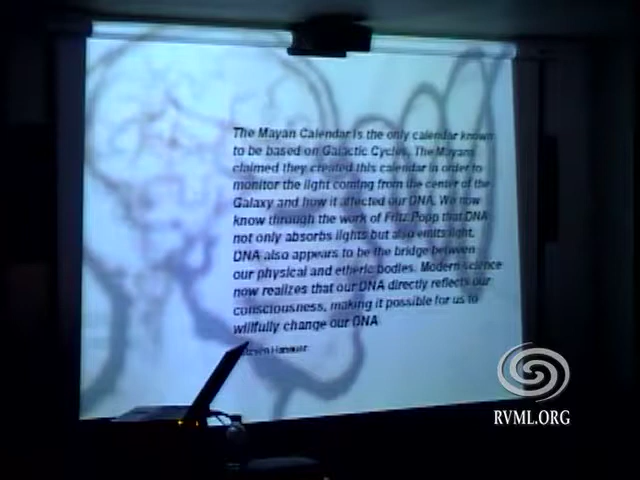 The Mayan Calendar is the only calendar known
to be based on Galactic Cycles. The Mayans
claimed they created this calendar in order to
monitor the light coming from the center of the
Galaxy and how it affected our DNA. We now
know through the work of Fritz Popp that DNA
not only absorbs lights but also emits light.
DNA also appears to be the bridge between
our physical and etheric bodies. Modern science
now realizes that our DNA directly reflects our
consciousness, making it possible for us to
willfully change our DNA
RVML.ORG